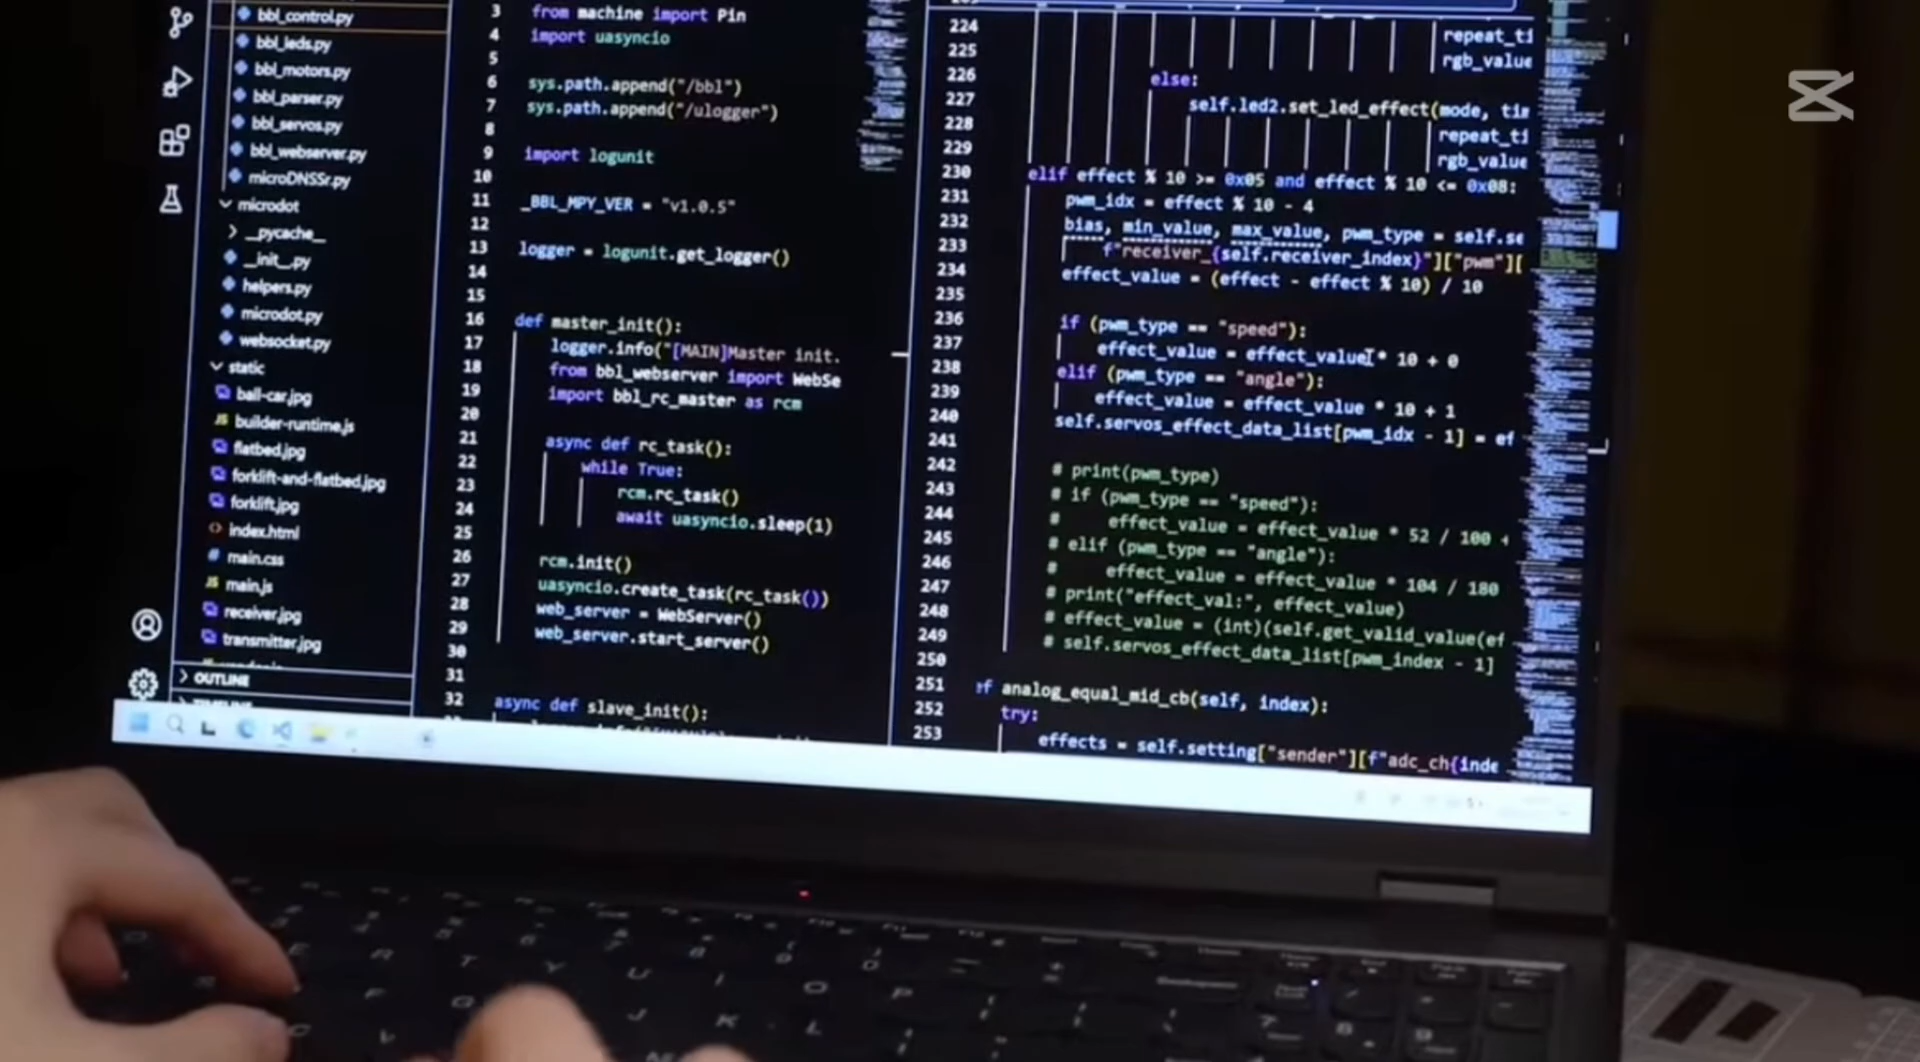 bbl_control.py
bbl_leds.py
bbl_motors.py
bbl_parser.py
bbl_servos.py
bbl_webserver.py
microDNSSr.py
microdot
__pycache__
__init__.py
helpers.py
microdot.py
websocket.py
static
ball-car.jpg
builder-runtime.js
flatbed.jpg
forklift-and-flatbed.jpg
forklift.jpg
index.html
main.css
main.js
receiver.jpg
transmitter.jpg
OUTLINE
3 from machine import Pin
4 import uasyncio
5
6 sys.path.append("/bbl")
7 sys.path.append("/ulogger")
8
9 import logunit
10
11 _BBL_MPY_VER = "v1.0.5"
12
13 logger = logunit.get_logger()
14
15
16 def master_init():
17 logger.info("[MAIN]Master init.
18 from bbl_webserver import WebSe
19 import bbl_rc_master as rcm
20
21 async def rc_task():
22 while True:
23 rcm.rc_task()
24 await uasyncio.sleep(1)
25
26 rcm.init()
27 uasyncio.create_task(rc_task())
28 web_server = WebServer()
29 web_server.start_server()
30
31
32 async def slave_init():
224 repeat_ti
225 rgb_value
226 else:
227 self.led2.set_led_effect(mode, tim
228 repeat_ti
229 rgb_value
230 elif effect % 10 >= 0x05 and effect % 10 <= 0x08:
231 pwm_idx = effect % 10 - 4
232 bias, min_value, max_value, pwm_type = self.se
233 f"receiver_{self.receiver_index}"]["pwm"][
234 effect_value = (effect - effect % 10) / 10
235
236 if (pwm_type == "speed"):
237 effect_value = effect_value * 10 + 0
238 elif (pwm_type == "angle"):
239 effect_value = effect_value * 10 + 1
240 self.servos_effect_data_list[pwm_idx - 1] = ef
241
242 # print(pwm_type)
243 # if (pwm_type == "speed"):
244 # effect_value = effect_value * 52 / 100 +
245 # elif (pwm_type == "angle"):
246 # effect_value = effect_value * 104 / 180
247 # print("effect_val:", effect_value)
248 # effect_value = (int)(self.get_valid_value(ef
249 # self.servos_effect_data_list[pwm_index - 1]
250
251 ef analog_equal_mid_cb(self, index):
252 try:
253 effects = self.setting["sender"][f"adc_ch{inde